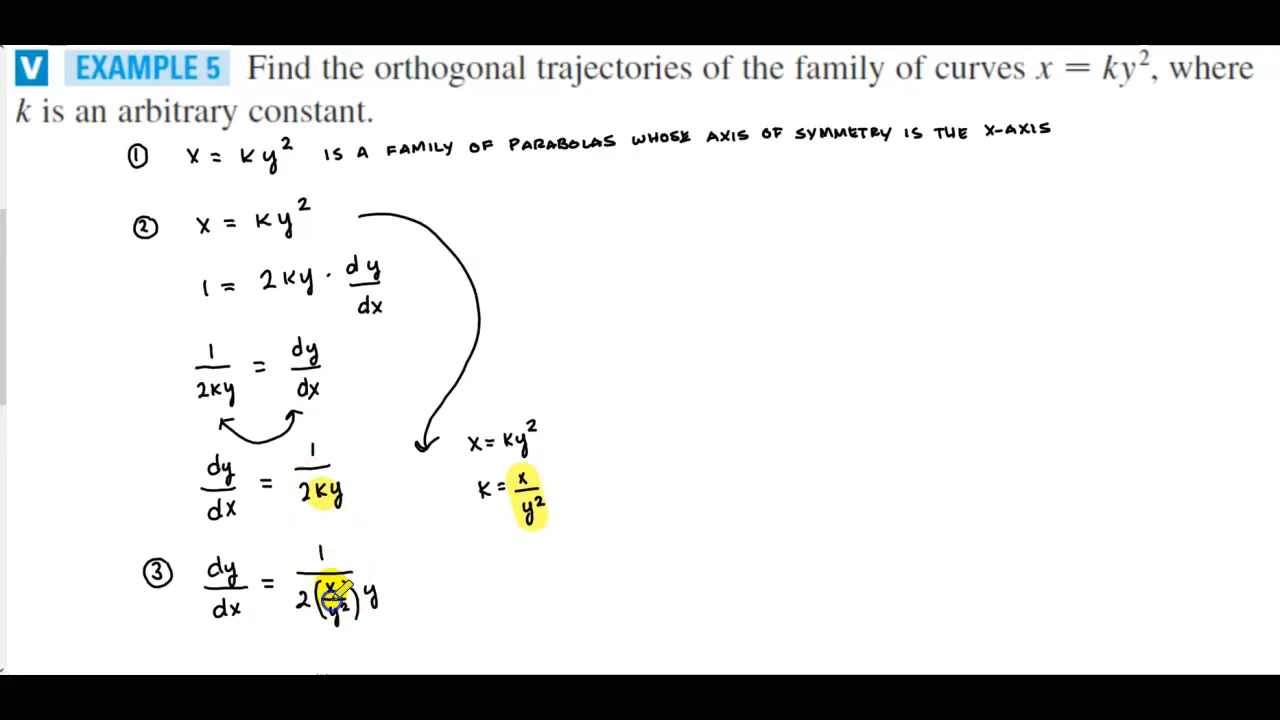 V EXAMPLE 5 Find the orthogonal trajectories of the family of curves x = ky², where
k is an arbitrary constant.
① x = ky² IS A FAMILY OF PARABOLAS WHOSE AXIS OF SYMMETRY IS THE X-AXIS
② x = ky²
1 = 2ky · dy/dx
1/2ky = dy/dx
x = ky²
dy/dx = 1/2ky
k = x/y²
③ dy/dx = 1/2(x/y²)y